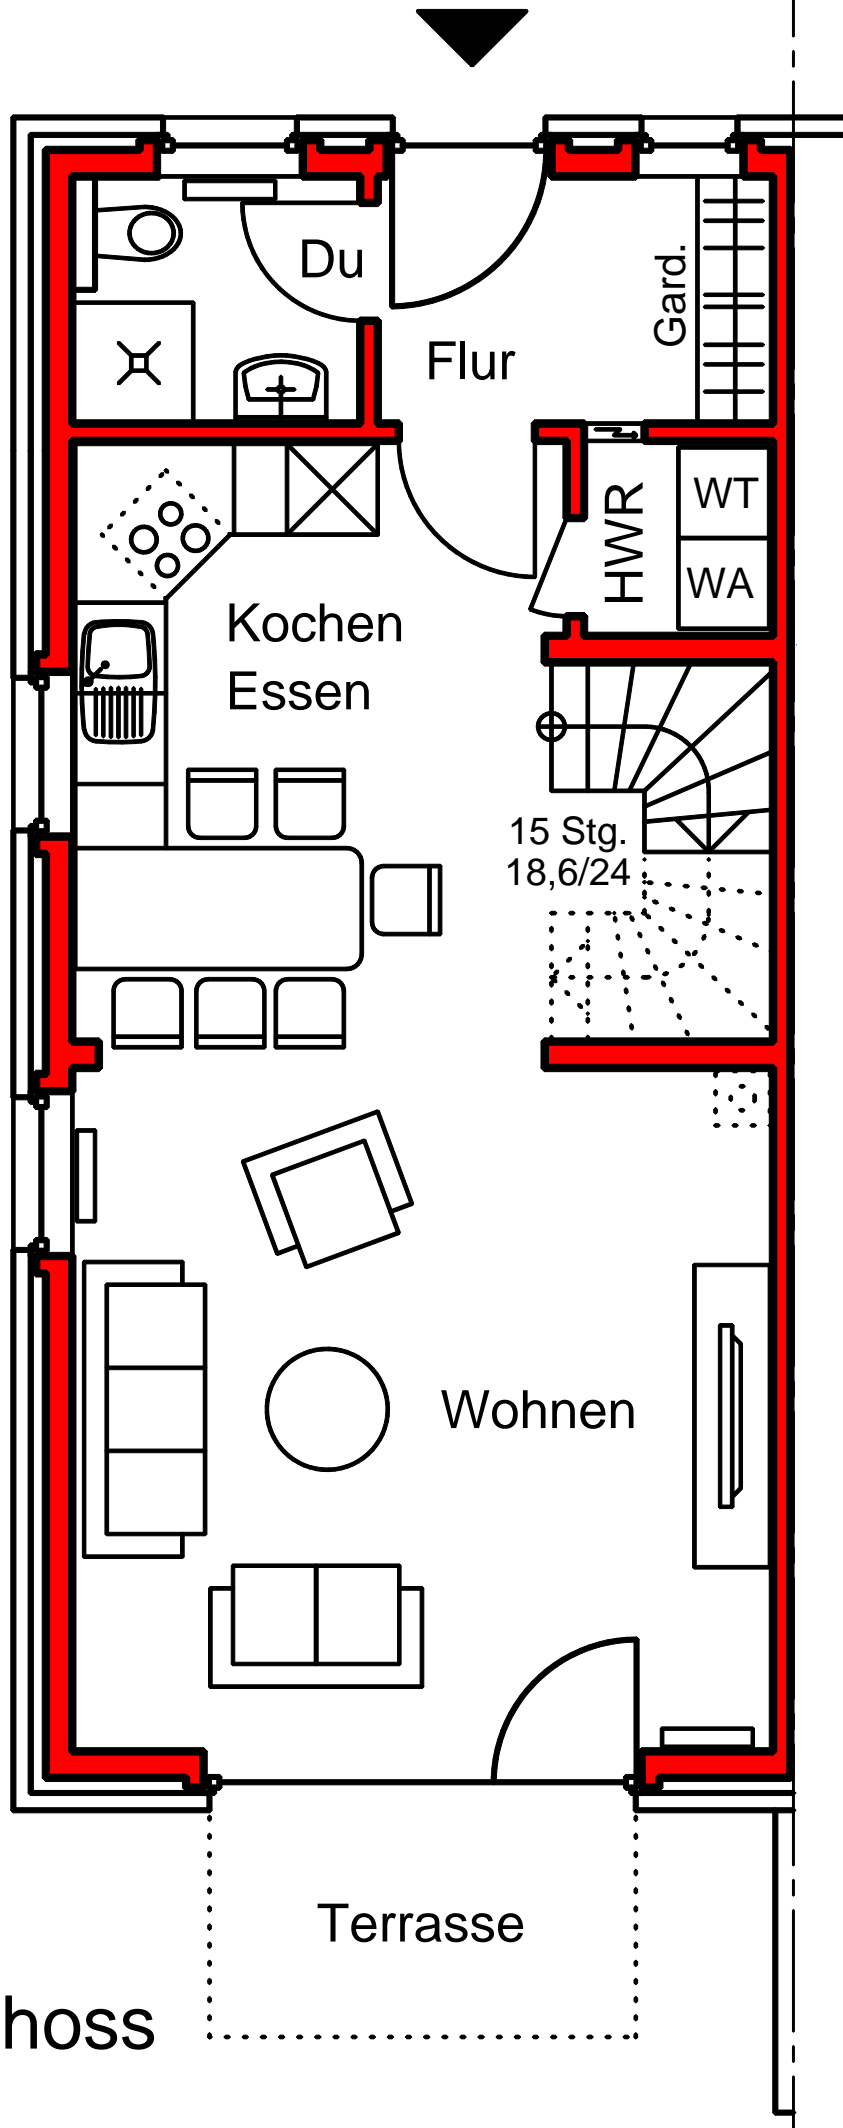 Du
Gard.
Flur
HWR
WT
WA
Kochen
Essen
15 Stg.
18,6/24
Wohnen
Terrasse
hoss